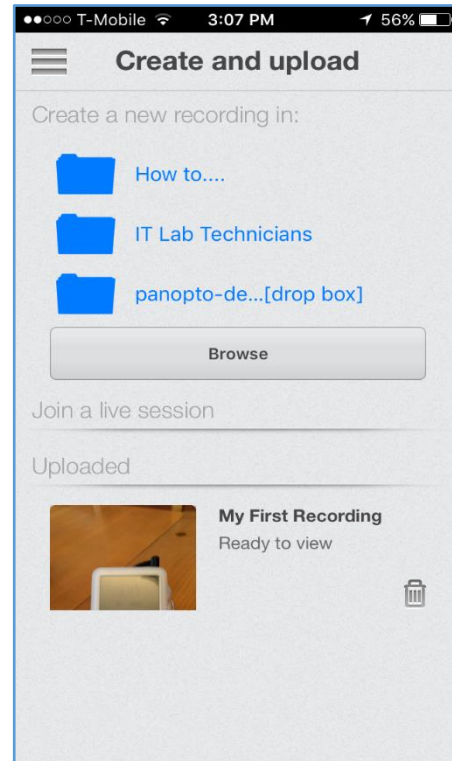 T-Mobile 3:07 PM 56%
Create and upload
Create a new recording in:
How to....
IT Lab Technicians
panopto-de...[drop box]
Browse
Join a live session
Uploaded
My First Recording
Ready to view